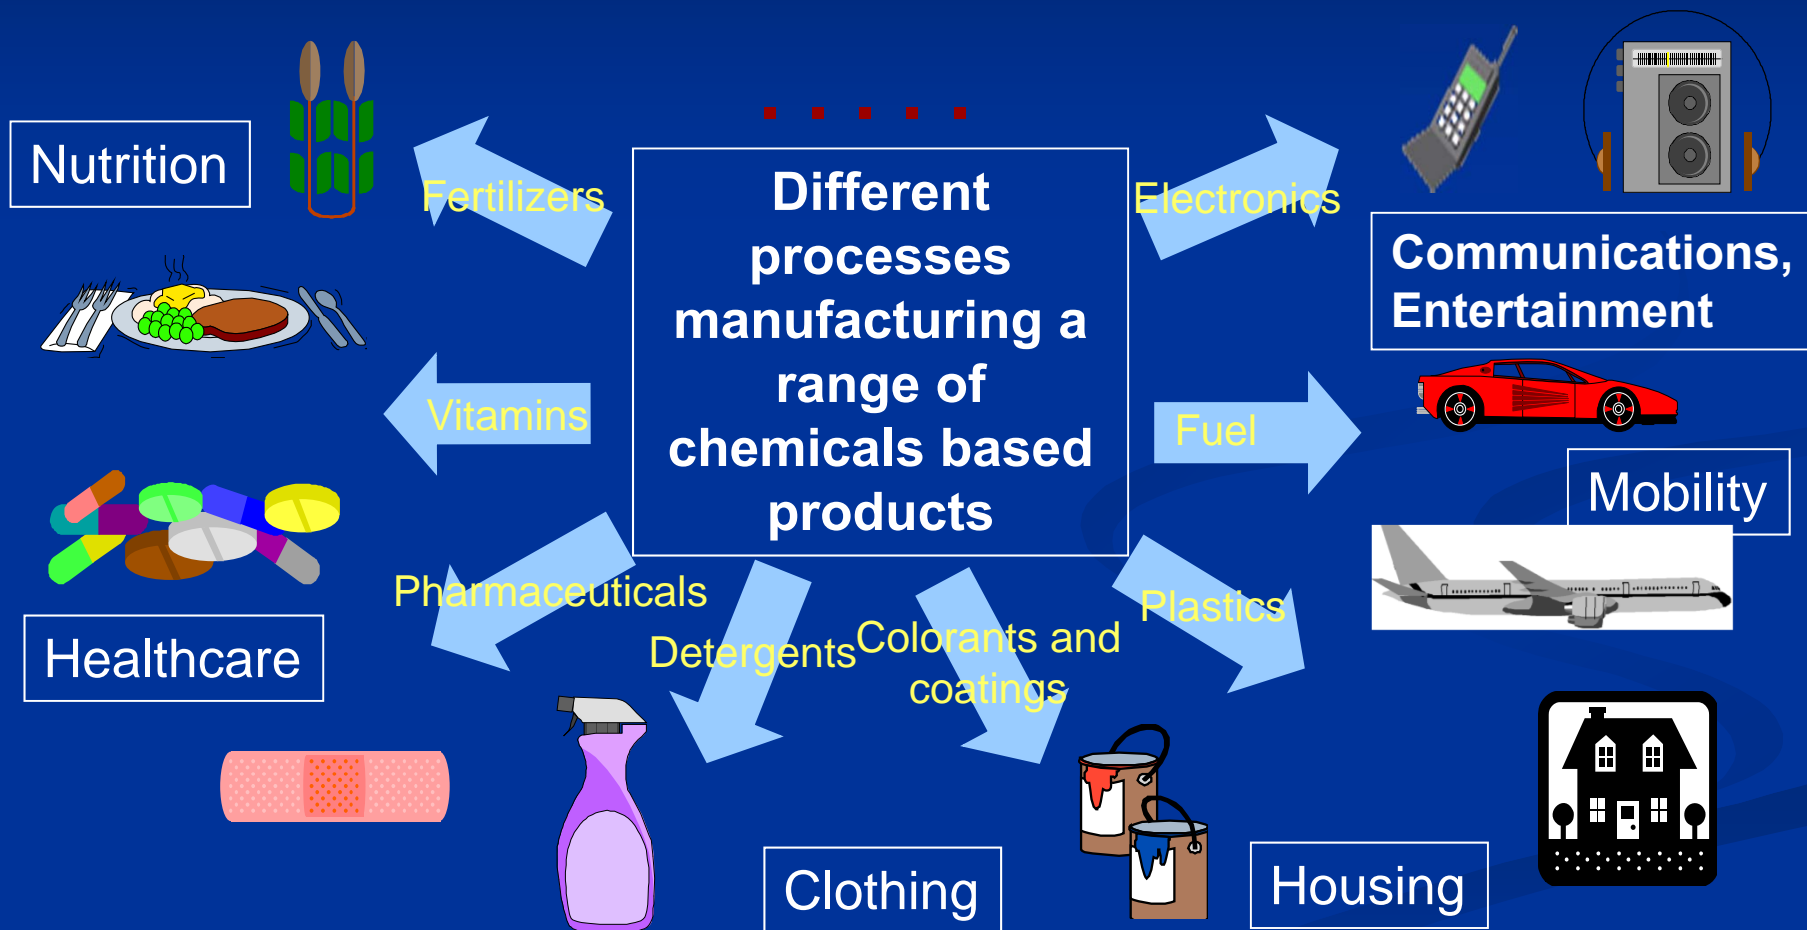 .....
Nutrition
Fertilizers
Different
processes
manufacturing a
range of
chemicals based
products
Electronics
Communications,
Entertainment
Vitamins
Fuel
Mobility
Pharmaceuticals
Detergents
Colorants and
coatings
Plastics
Healthcare
Clothing
Housing